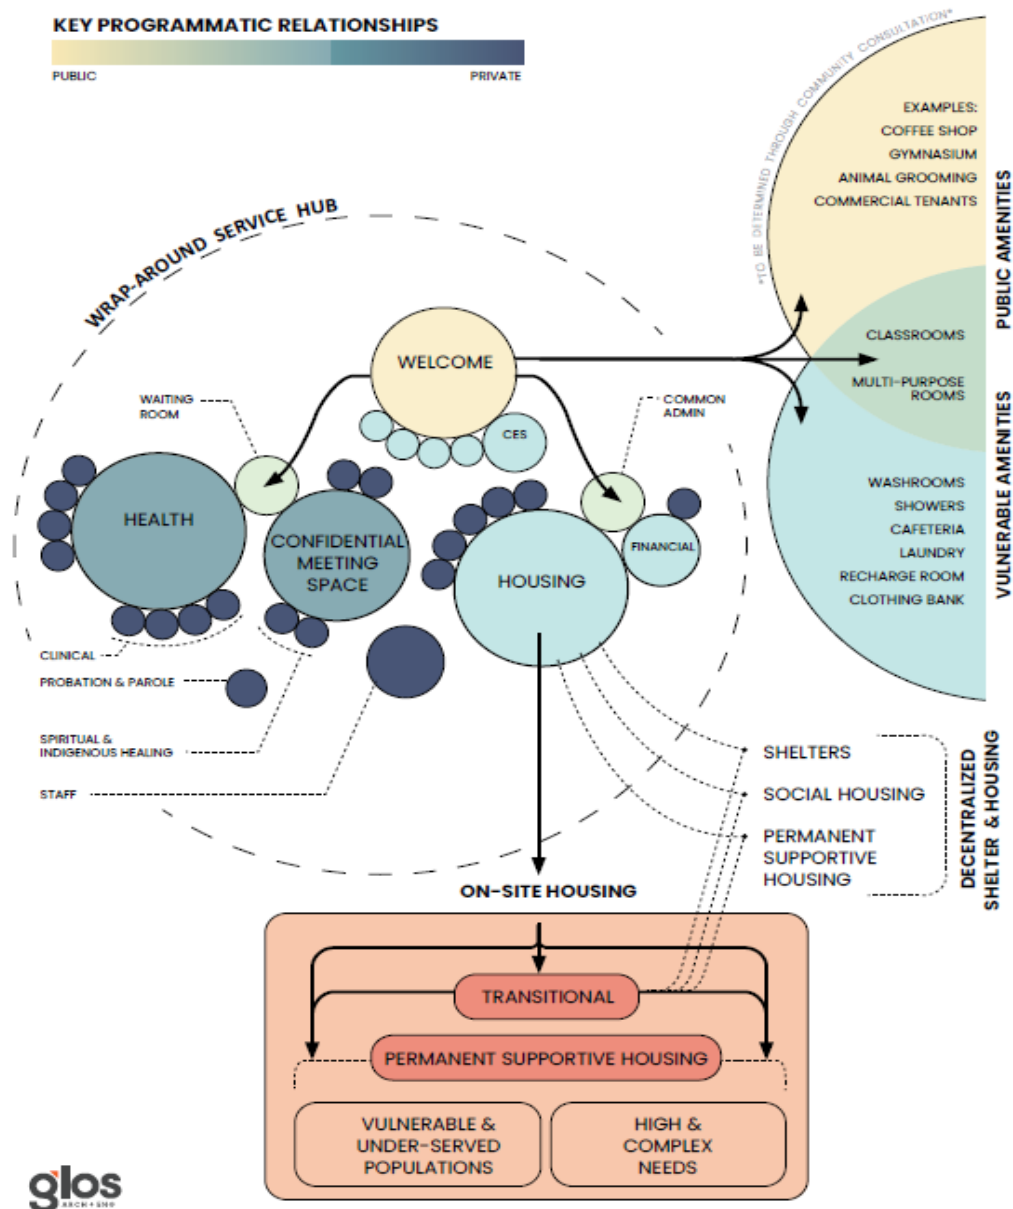 KEY PROGRAMMATIC RELATIONSHIPS
PUBLIC
PRIVATE
*TO BE DETERMINED THROUGH COMMUNITY CONSULTATION*
EXAMPLES:
COFFEE SHOP
GYMNASIUM
ANIMAL GROOMING
COMMERCIAL TENANTS
PUBLIC AMENITIES
CLASSROOMS
MULTI-PURPOSE
ROOMS
VULNERABLE AMENITIES
WASHROOMS
SHOWERS
CAFETERIA
LAUNDRY
RECHARGE ROOM
CLOTHING BANK
WRAP-AROUND SERVICE HUB
WELCOME
CES
WAITING
ROOM
COMMON
ADMIN
HEALTH
CONFIDENTIAL
MEETING
SPACE
HOUSING
FINANCIAL
CLINICAL
PROBATION & PAROLE
SPIRITUAL &
INDIGENOUS HEALING
STAFF
SHELTERS
SOCIAL HOUSING
PERMANENT
SUPPORTIVE
HOUSING
DECENTRALIZED
SHELTER & HOUSING
ON-SITE HOUSING
TRANSITIONAL
PERMANENT SUPPORTIVE HOUSING
VULNERABLE &
UNDER-SERVED
POPULATIONS
HIGH &
COMPLEX
NEEDS
glos
ARCH + ENG